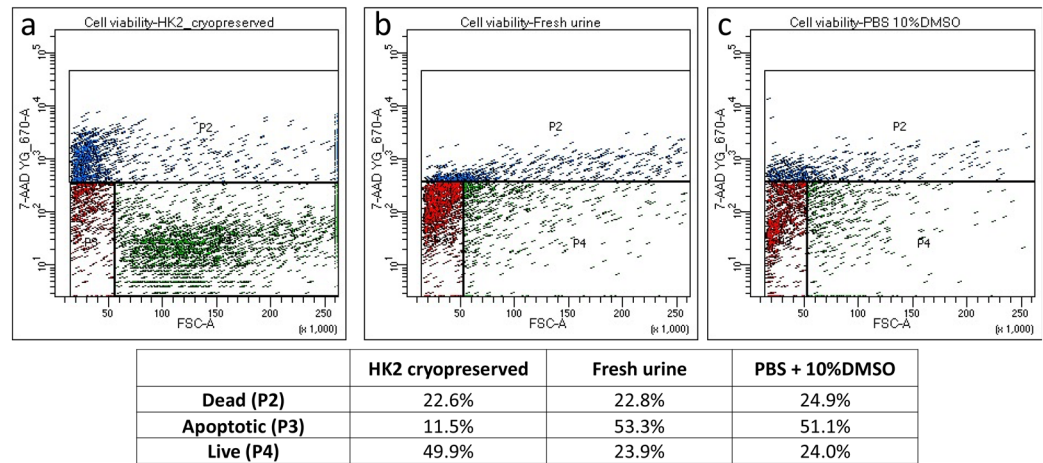 a
Cell viability-HK2_cryopreserved
7-AAD YG_670-A
10^5
10^4
10^3
10^2
10^1
P2
P4
50 100 150 200 250
FSC-A
(x 1,000)
b
Cell viability-Fresh urine
7-AAD YG_670-A
10^5
10^4
10^3
10^2
10^1
P2
P4
50 100 150 200 250
FSC-A
(x 1,000)
c
Cell viability-PBS 10%DMSO
7-AAD YG_670-A
10^5
10^4
10^3
10^2
10^1
P2
P4
50 100 150 200 250
FSC-A
(x 1,000)
HK2 cryopreserved Fresh urine PBS + 10%DMSO
Dead (P2) 22.6% 22.8% 24.9%
Apoptotic (P3) 11.5% 53.3% 51.1%
Live (P4) 49.9% 23.9% 24.0%